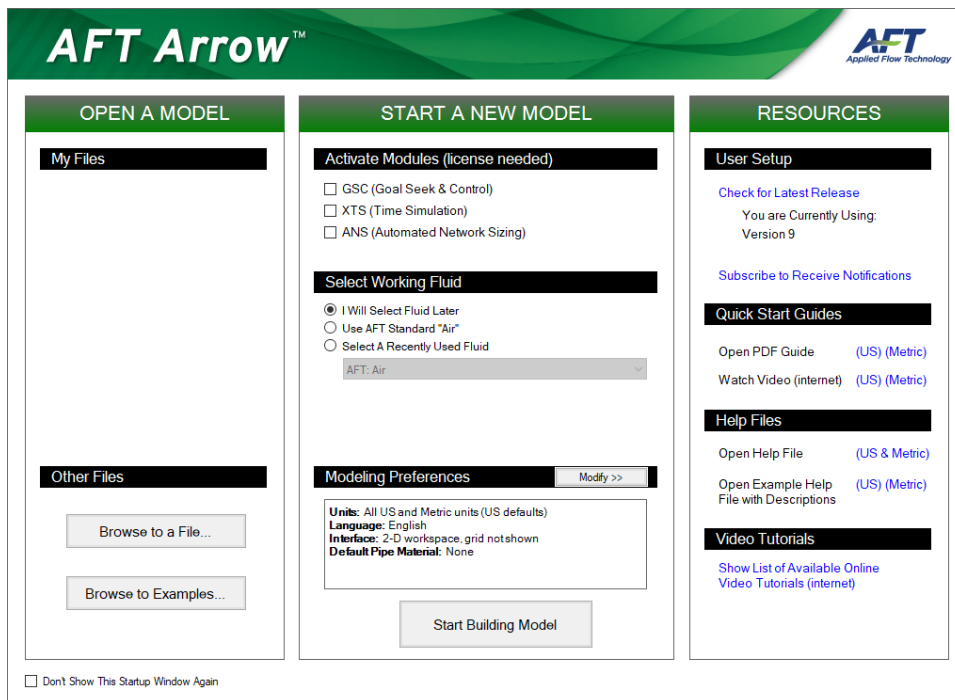 AFT Arrow™
AFT
Applied Flow Technology
OPEN A MODEL
My Files
Other Files
Browse to a File...
Browse to Examples...
START A NEW MODEL
Activate Modules (license needed)
GSC (Goal Seek & Control)
XTS (Time Simulation)
ANS (Automated Network Sizing)
Select Working Fluid
I Will Select Fluid Later
Use AFT Standard "Air"
Select A Recently Used Fluid
AFT: Air
Modeling Preferences
Modify >>
Units: All US and Metric units (US defaults)
Language: English
Interface: 2-D workspace, grid not shown
Default Pipe Material: None
Start Building Model
RESOURCES
User Setup
Check for Latest Release
You are Currently Using:
Version 9
Subscribe to Receive Notifications
Quick Start Guides
Open PDF Guide (US) (Metric)
Watch Video (internet) (US) (Metric)
Help Files
Open Help File (US & Metric)
Open Example Help (US) (Metric)
File with Descriptions
Video Tutorials
Show List of Available Online
Video Tutorials (internet)
Don't Show This Startup Window Again